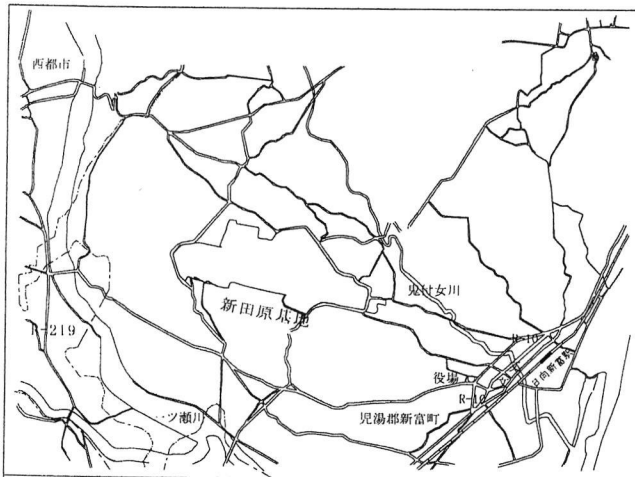 西都市
鬼付女川
新田原基地
R-219
R-10
役場
日向新富駅
R-10
一ツ瀬川
児湯郡新富町